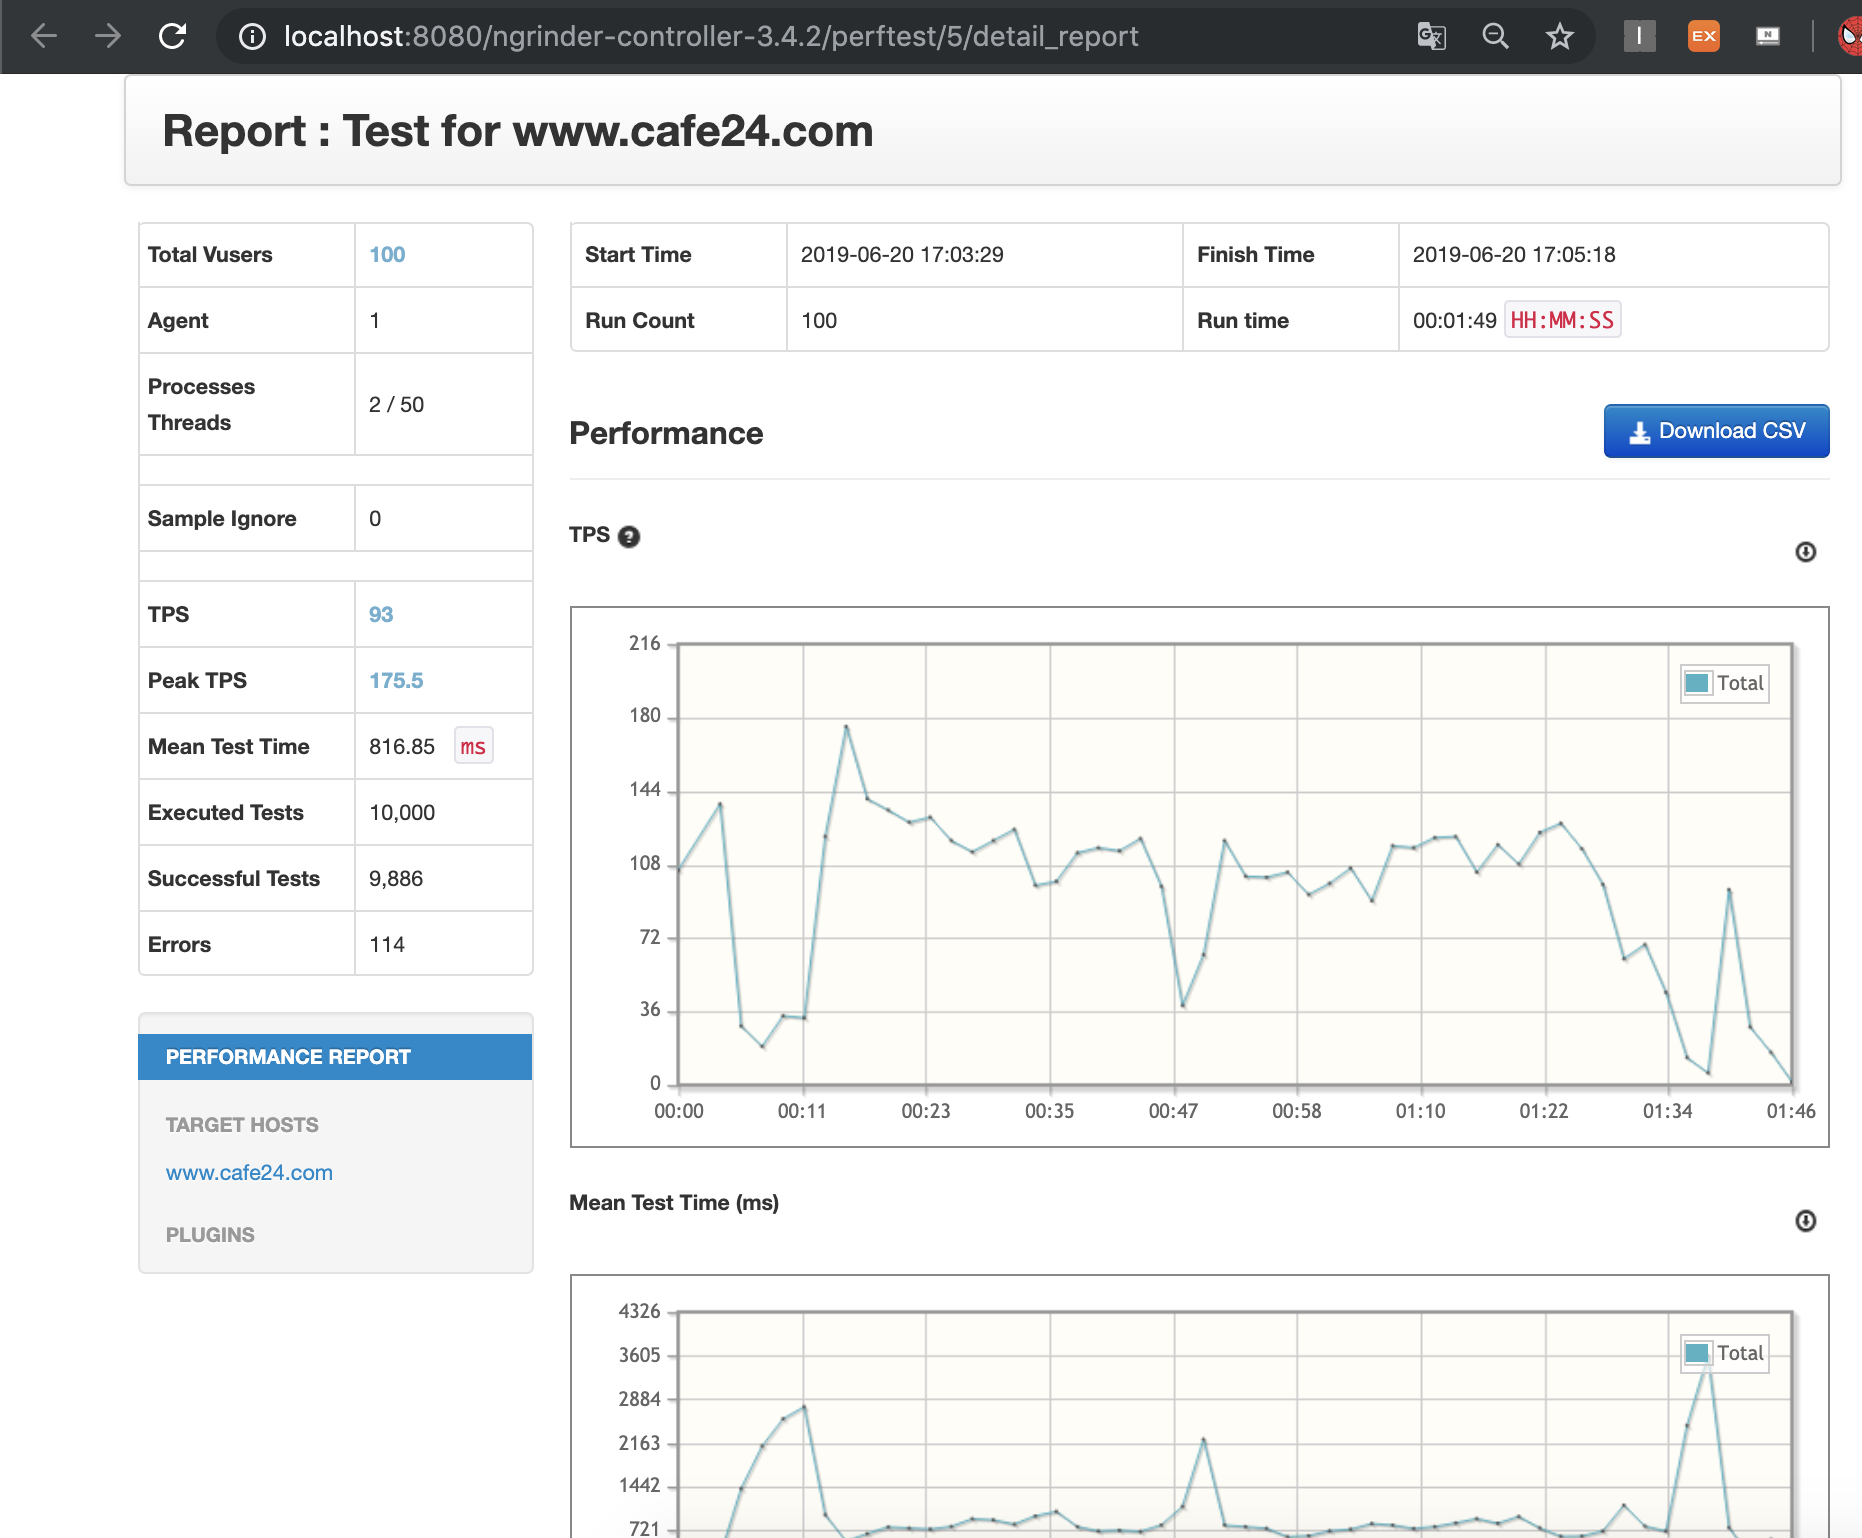 localhost:8080/ngrinder-controller-3.4.2/perftest/5/detail_report
EX
N
Report : Test for www.cafe24.com
Total Vusers 100
Agent 1
Processes
Threads
2 / 50
Sample Ignore 0
TPS 93
Peak TPS 175.5
Mean Test Time 816.85 ms
Executed Tests 10,000
Successful Tests 9,886
Errors 114
PERFORMANCE REPORT
TARGET HOSTS
www.cafe24.com
PLUGINS
Start Time 2019-06-20 17:03:29 Finish Time 2019-06-20 17:05:18
Run Count 100 Run time 00:01:49 HH:MM:SS
Performance
Download CSV
TPS ?
216
180
144
108
72
36
0
Total
00:00 00:11 00:23 00:35 00:47 00:58 01:10 01:22 01:34 01:46
Mean Test Time (ms)
4326
3605
2884
2163
1442
721
Total